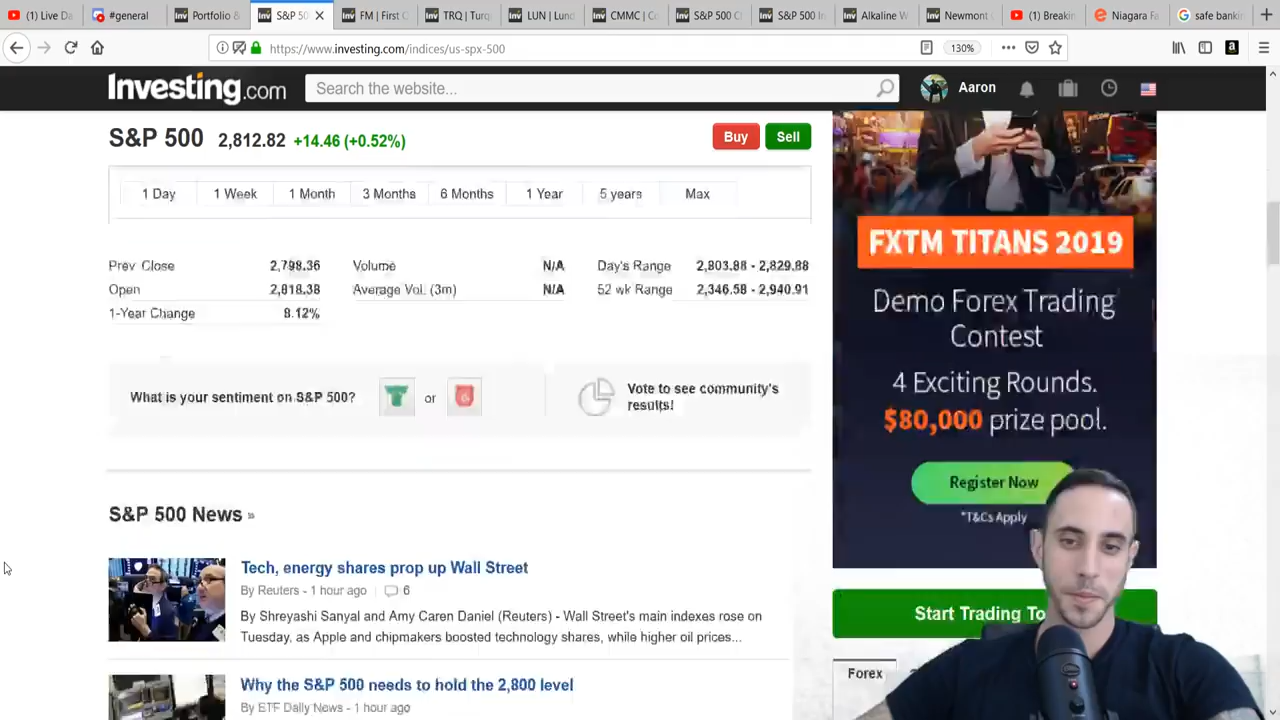 (1) Live Da
#general
Portfolio &
S&P 50
FM | First C
TRQ | Turq
LUN | Lund
CMMC | Co
S&P 500 C
S&P 500 In
Alkaline W
Newmont G
(1) Breakin
Niagara Fa
safe bankin
https://www.investing.com/indices/us-spx-500
130%
Investing.com
Search the website...
Aaron
S&P 500 2,812.82 +14.46 (+0.52%)
Buy
Sell
1 Day
1 Week
1 Month
3 Months
6 Months
1 Year
5 years
Max
Prev. Close 2,798.36
Volume N/A
Day's Range 2,803.88 - 2,829.88
Open 2,818.38
Average Vol. (3m) N/A
52 wk Range 2,346.58 - 2,940.91
1-Year Change 8.12%
What is your sentiment on S&P 500?
or
Vote to see community's
results!
S&P 500 News »
Tech, energy shares prop up Wall Street
By Reuters - 1 hour ago 6
By Shreyashi Sanyal and Amy Caren Daniel (Reuters) - Wall Street's main indexes rose on
Tuesday, as Apple and chipmakers boosted technology shares, while higher oil prices...
Why the S&P 500 needs to hold the 2,800 level
By ETF Daily News - 1 hour ago
FXTM TITANS 2019
Demo Forex Trading
Contest
4 Exciting Rounds.
$80,000 prize pool.
Register Now
*T&Cs Apply
Start Trading To
Forex